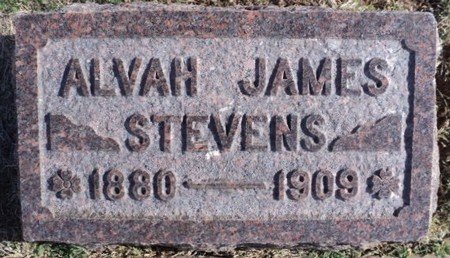 ALVAH JAMES
STEVENS
1880 — 1909